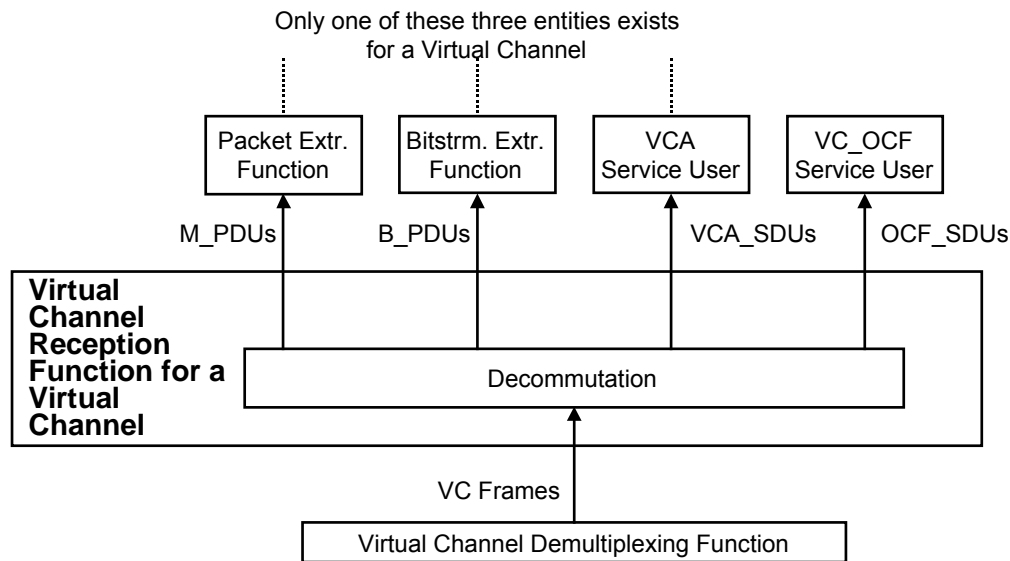 Only one of these three entities exists
for a Virtual Channel
Packet Extr.
Function
Bitstrm. Extr.
Function
VCA
Service User
VC_OCF
Service User
M_PDUs
B_PDUs
VCA_SDUs
OCF_SDUs
Virtual
Channel
Reception
Function for a
Virtual
Channel
Decommutation
VC Frames
Virtual Channel Demultiplexing Function